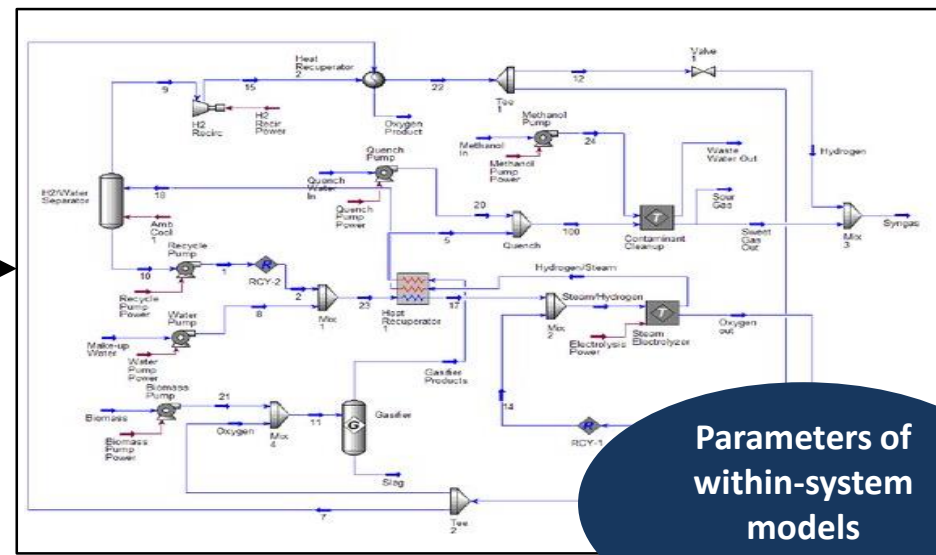 Valve
1
Heat
Recuperator
2
9
15
22
12
H2
Recir
Power
H2
Recirc
Oxygen
Product
Tee
1
Methanol
Pump
Methanol
In
24
Methanol
Pump
Power
Waste
Water Out
Hydrogen
Quench
Pump
Quench
Water
In
Quench
Pump
Power
H2/Water
Separator
18
20
5
Quench
100
Contaminant
Cleanup
Sour
Gas
Sweet
Gas
Out
Mix
3
Syngas
Amb
Cool
1
Recycle
Pump
10
1
RCY-2
2
Recycle
Pump
Power
Water
Pump
8
Mix
1
23
Heat
Recuperator
1
17
Hydrogen/Steam
Steam/Hydrogen
Mix
2
Electrolysis
Power
Steam
Electrolyzer
Oxygen
out
Make-up
Water
Water
Pump
Power
Biomass
Pump
Gasifier
Products
Biomass
21
Oxygen
Mix
4
11
Gasifier
Biomass
Pump
Power
Slag
14
RCY-1
7
Tee
2
Parameters of
within-system
models